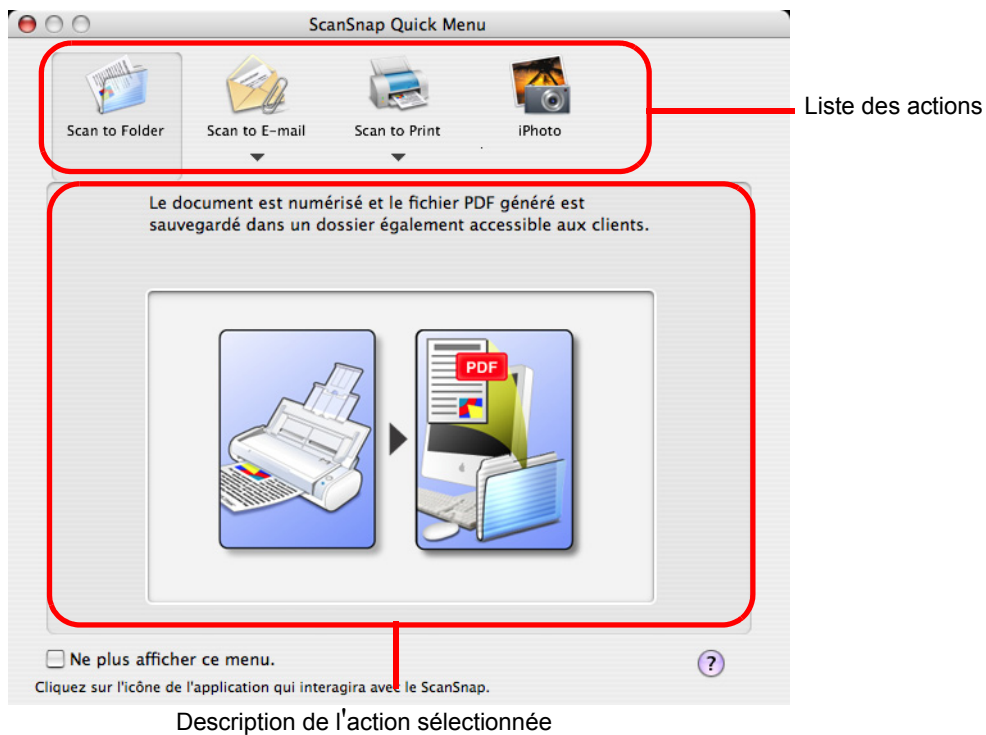 ScanSnap Quick Menu
Scan to Folder
Scan to E-mail
Scan to Print
iPhoto
Liste des actions
Le document est numérisé et le fichier PDF généré est
sauvegardé dans un dossier également accessible aux clients.
PDF
Ne plus afficher ce menu.
?
Cliquez sur l'icône de l'application qui interagira avec le ScanSnap.
Description de l'action sélectionnée